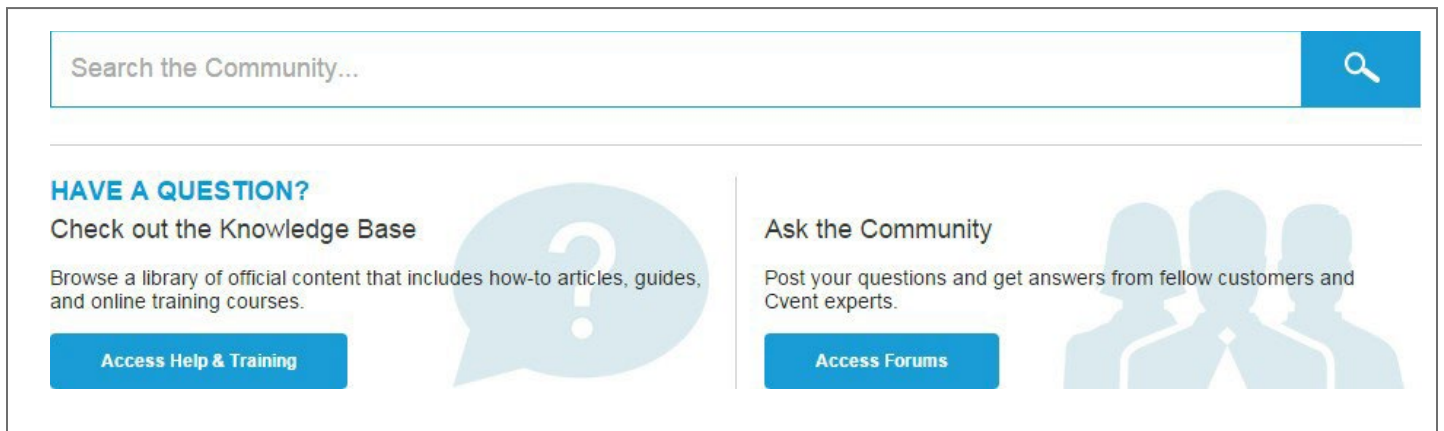 Search the Community...
HAVE A QUESTION?
Check out the Knowledge Base
Browse a library of official content that includes how-to articles, guides,
and online training courses.
Access Help & Training
Ask the Community
Post your questions and get answers from fellow customers and
Cvent experts.
Access Forums